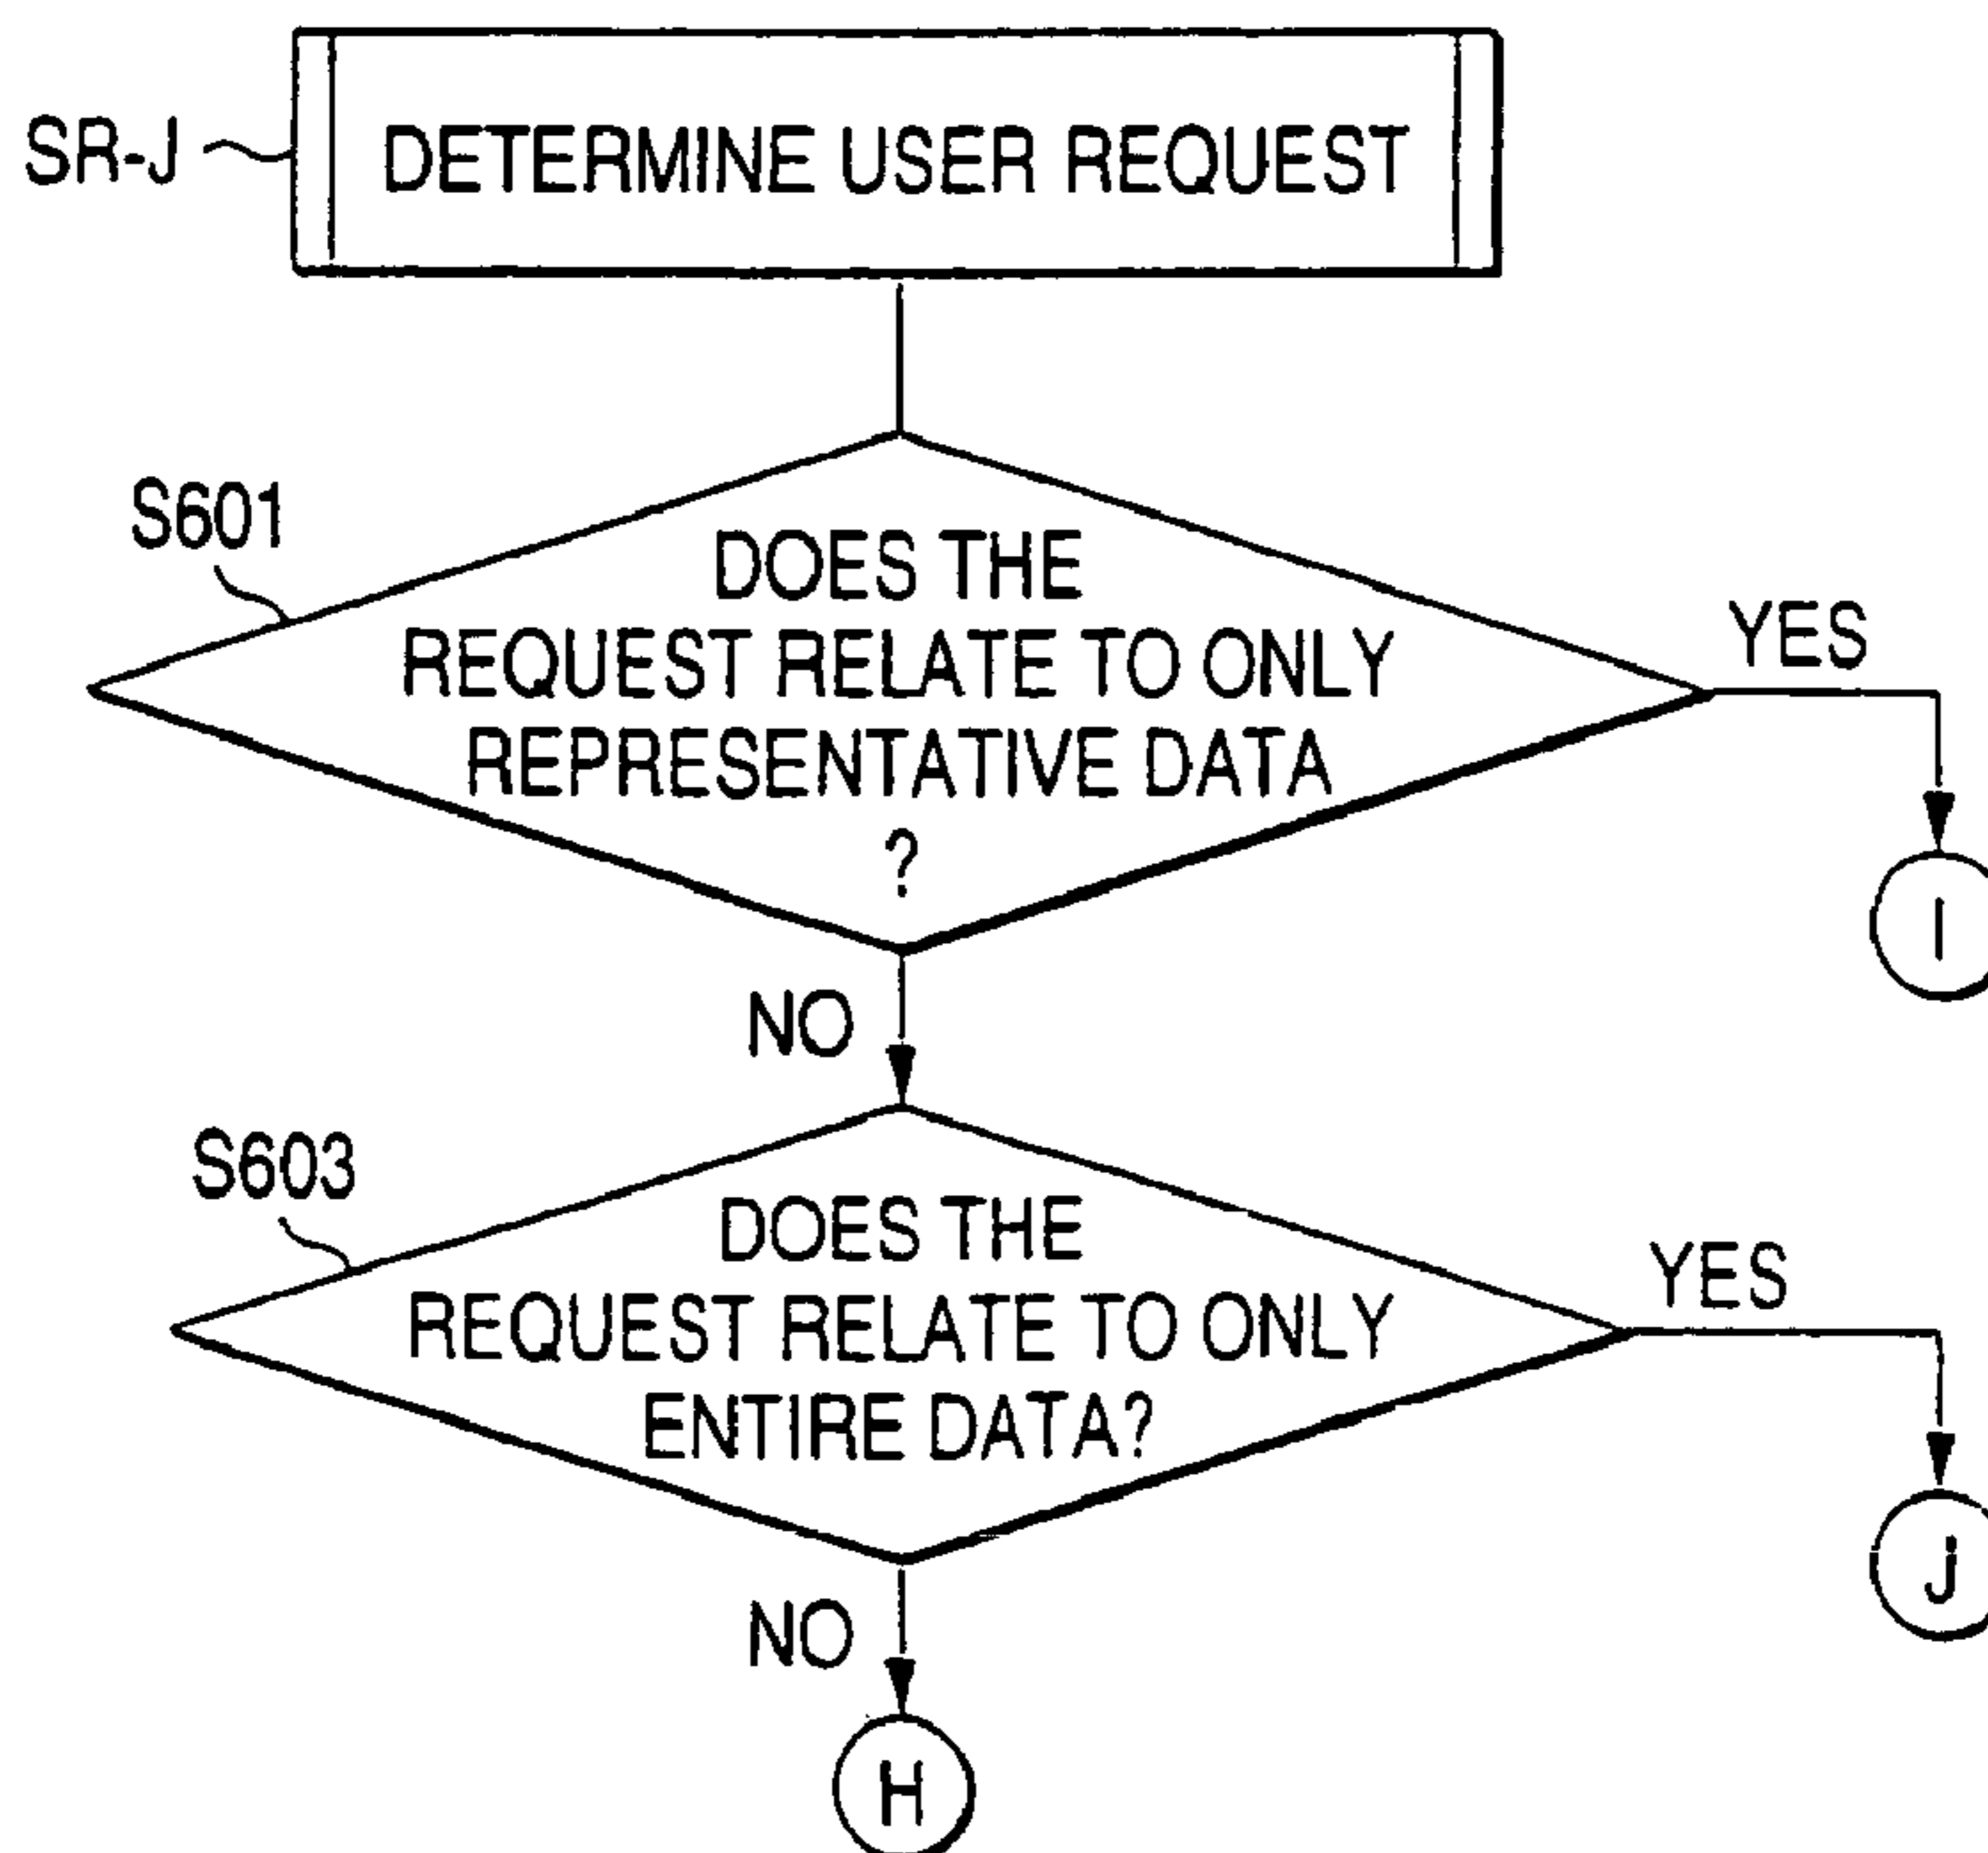 SR-J
DETERMINE USER REQUEST
S601
DOES THE
REQUEST RELATE TO ONLY
REPRESENTATIVE DATA
?
YES
I
NO
S603
DOES THE
REQUEST RELATE TO ONLY
ENTIRE DATA?
YES
J
NO
H